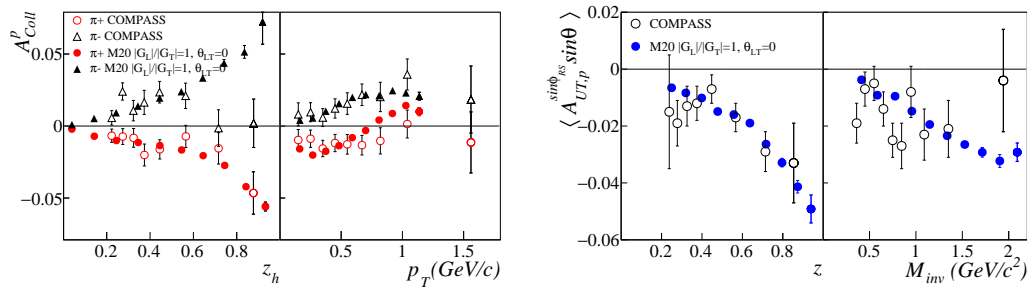 A^p_Coll
π+ COMPASS
π- COMPASS
π+ M20 |G_L|/|G_T|=1, θ_LT=0
π- M20 |G_L|/|G_T|=1, θ_LT=0
0.05
0
−0.05
0.2 0.4 0.6 0.8
z_h
0.5 1 1.5
p_T (GeV/c)
⟨ A^{sinϕ_RS}_{UT,p} sinθ ⟩
COMPASS
M20 |G_L|/|G_T|=1, θ_LT=0
0
−0.02
−0.04
−0.06
0.2 0.4 0.6 0.8
z
0.5 1 1.5 2
M_inv (GeV/c²)